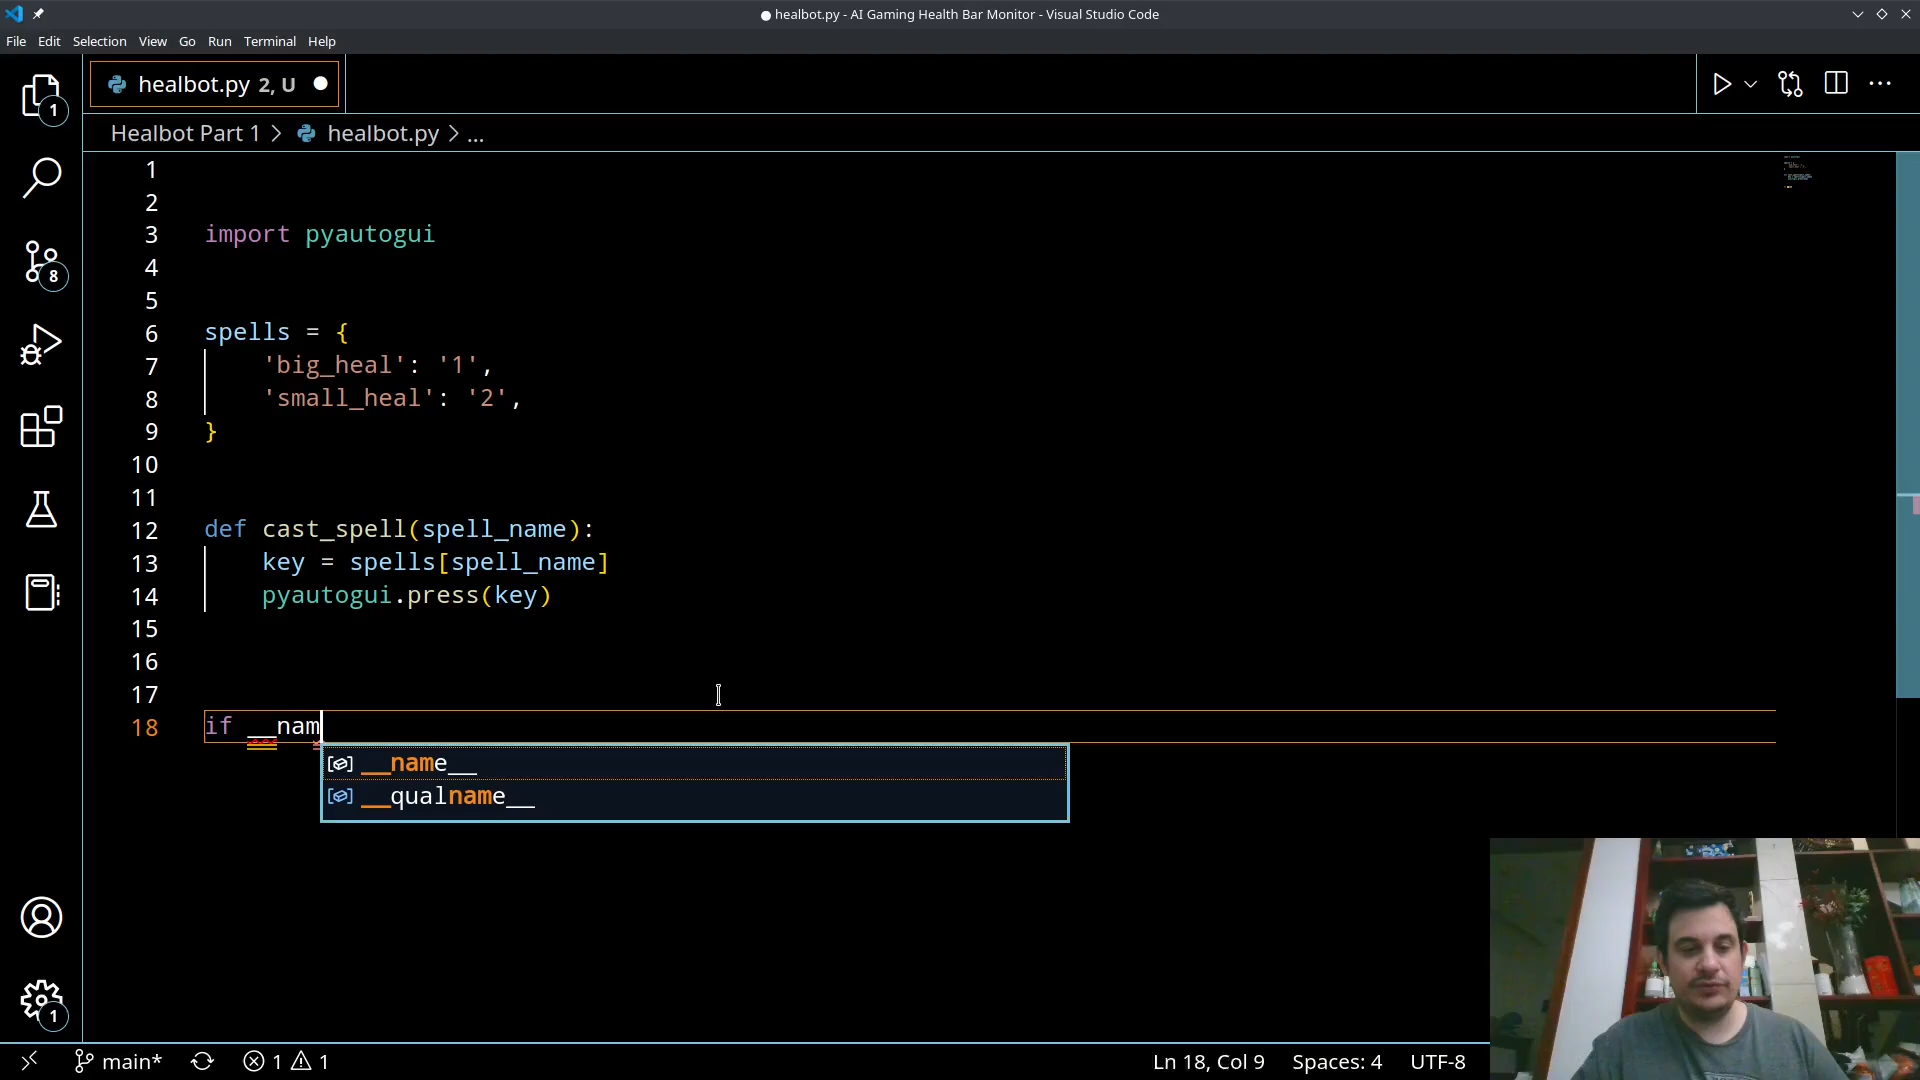 healbot.py - AI Gaming Health Bar Monitor - Visual Studio Code
File Edit Selection View Go Run Terminal Help
healbot.py 2, U
Healbot Part 1 > healbot.py > ...
1
2
3 import pyautogui
4
5
6 spells = {
7 'big_heal': '1',
8 'small_heal': '2',
9 }
10
11
12 def cast_spell(spell_name):
13 key = spells[spell_name]
14 pyautogui.press(key)
15
16
17
18 if __nam
__name__
__qualname__
1
8
1
main* 1 1 Ln 18, Col 9 Spaces: 4 UTF-8